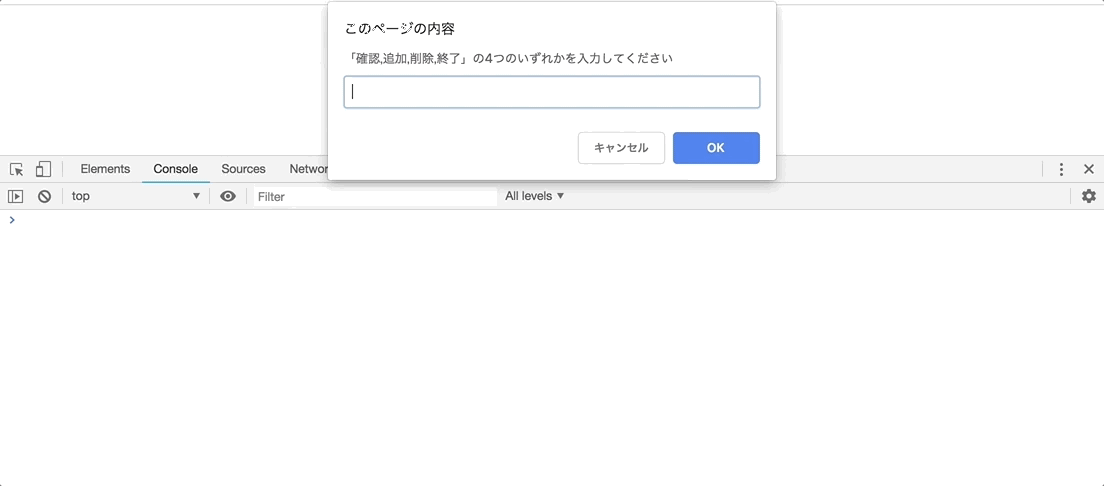 このページの内容
「確認,追加,削除,終了」の4つのいずれかを入力してください
キャンセル OK
Elements Console Sources Networ
top Filter All levels